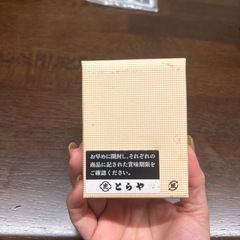 お早めに開封し、それぞれの
商品に記された賞味期限を
ご確認ください。
虎 とらや